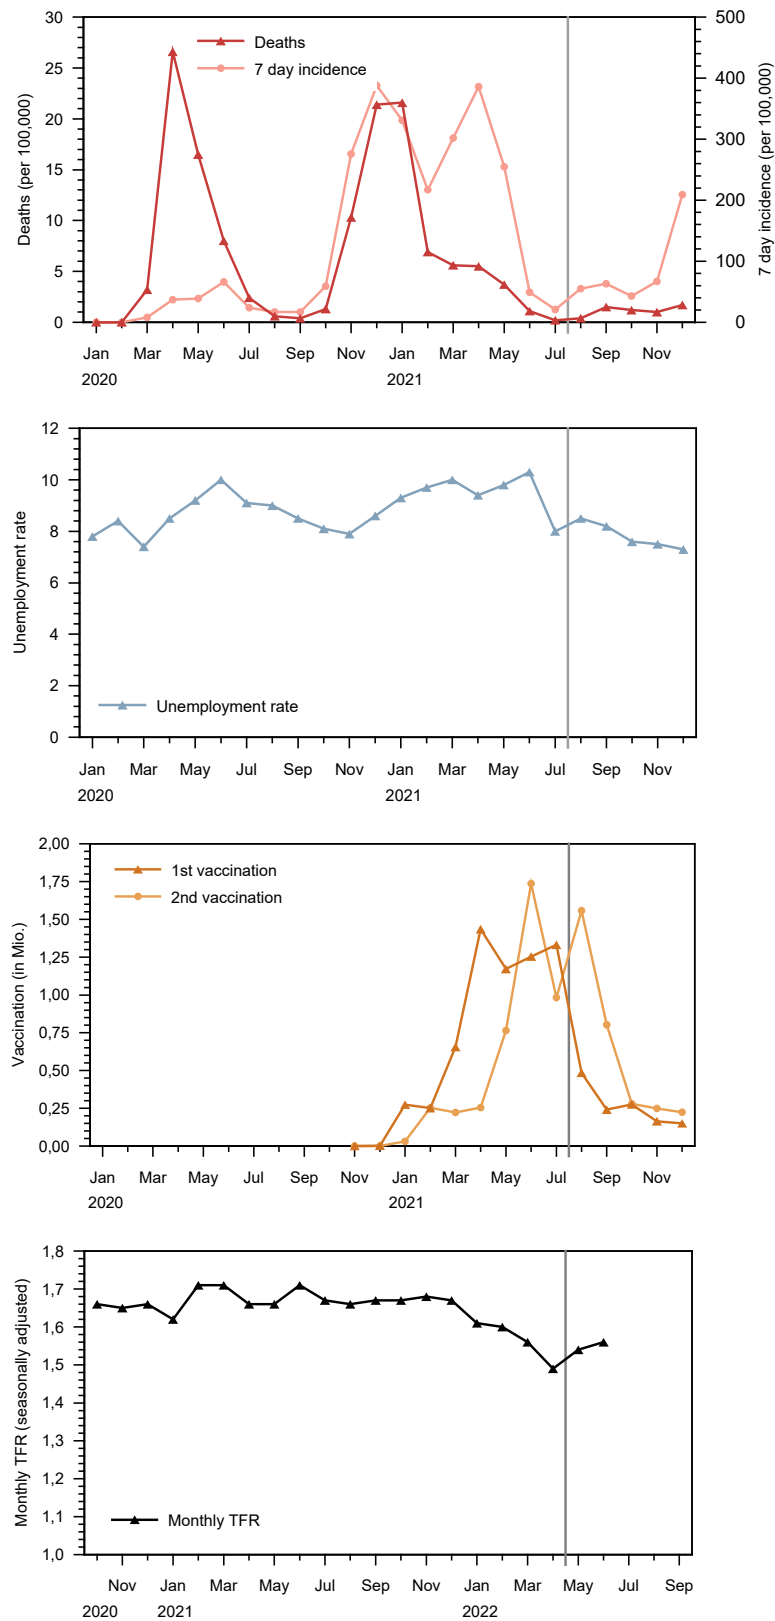 Deaths
7 day incidence
Deaths (per 100,000)
7 day incidence (per 100,000)
30
25
20
15
10
5
0
500
400
300
200
100
0
Jan Mar May Jul Sep Nov Jan Mar May Jul Sep Nov
2020 2021
Unemployment rate
12
10
8
6
4
2
0
Unemployment rate
Jan Mar May Jul Sep Nov Jan Mar May Jul Sep Nov
2020 2021
Vaccination (in Mio.)
2,00
1,75
1,50
1,25
1,00
0,75
0,50
0,25
0,00
1st vaccination
2nd vaccination
Jan Mar May Jul Sep Nov Jan Mar May Jul Sep Nov
2020 2021
Monthly TFR (seasonally adjusted)
1,8
1,7
1,6
1,5
1,4
1,3
1,2
1,1
1,0
Monthly TFR
Nov Jan Mar May Jul Sep Nov Jan Mar May Jul Sep
2020 2021 2022